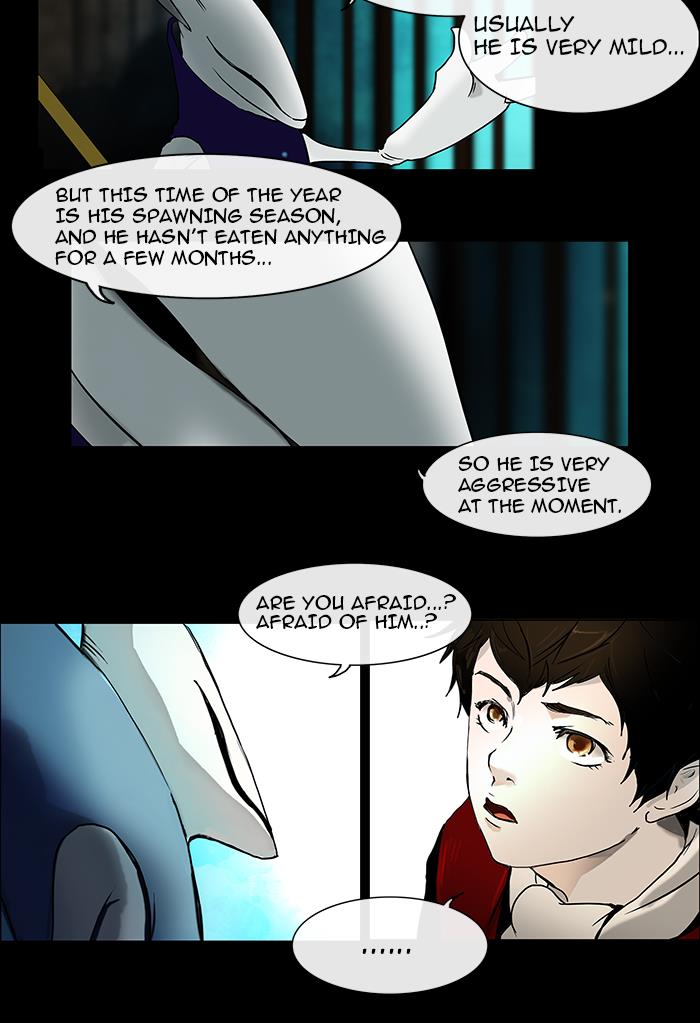 USUALLY
HE IS VERY MILD...
BUT THIS TIME OF THE YEAR
IS HIS SPAWNING SEASON,
AND HE HASN'T EATEN ANYTHING
FOR A FEW MONTHS...
SO HE IS VERY
AGGRESSIVE
AT THE MOMENT.
ARE YOU AFRAID...?
AFRAID OF HIM..?
......